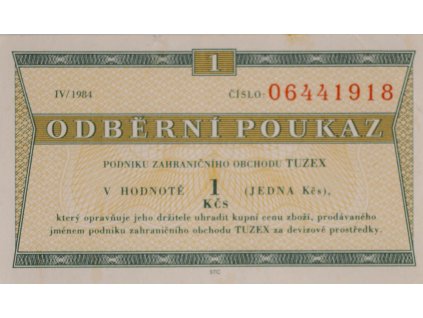 1
IV/1984 ČÍSLO: 06441918
ODBĚRNÍ POUKAZ
PODNIKU ZAHRANIČNÍHO OBCHODU TUZEX
V HODNOTĚ 1 (JEDNA Kčs),
KČS
který opravňuje jeho držitele uhradit kupní cenu zboží, prodávaného
jménem podniku zahraničního obchodu TUZEX za devizové prostředky.
STC